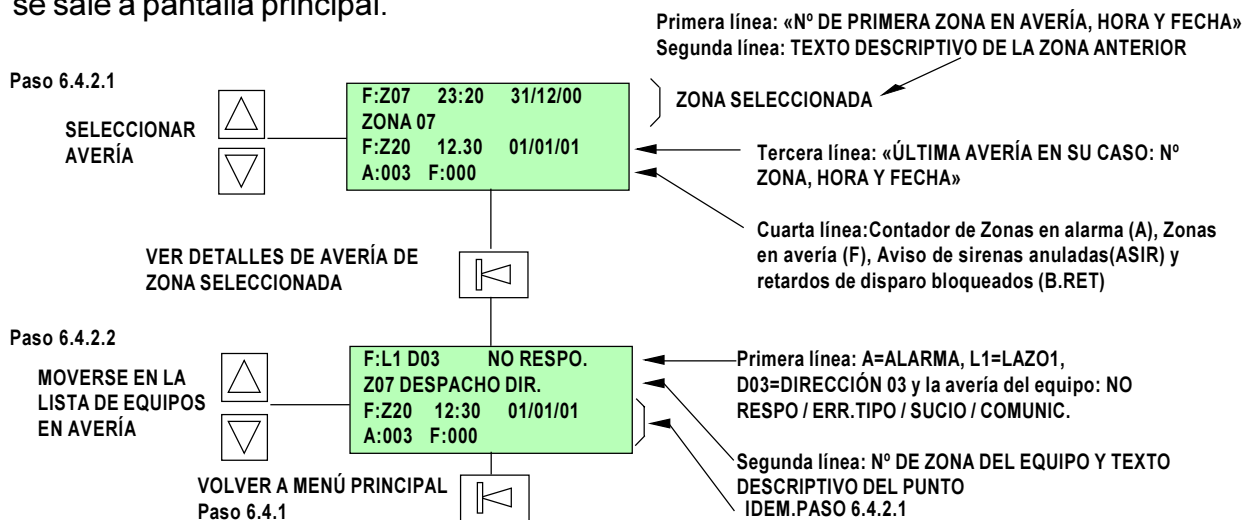 se sale a pantalla principal.
Primera línea: «Nº DE PRIMERA ZONA EN AVERÍA, HORA Y FECHA»
Segunda línea: TEXTO DESCRIPTIVO DE LA ZONA ANTERIOR
Paso 6.4.2.1
SELECCIONAR
AVERÍA
F:Z07 23:20 31/12/00
ZONA 07
F:Z20 12.30 01/01/01
A:003 F:000
ZONA SELECCIONADA
Tercera línea: «ÚLTIMA AVERÍA EN SU CASO: Nº
ZONA, HORA Y FECHA»
Cuarta línea:Contador de Zonas en alarma (A), Zonas
en avería (F), Aviso de sirenas anuladas(ASIR) y
retardos de disparo bloqueados (B.RET)
VER DETALLES DE AVERÍA DE
ZONA SELECCIONADA
Paso 6.4.2.2
MOVERSE EN LA
LISTA DE EQUIPOS
EN AVERÍA
F:L1 D03 NO RESPO.
Z07 DESPACHO DIR.
F:Z20 12:30 01/01/01
A:003 F:000
Primera línea: A=ALARMA, L1=LAZO1,
D03=DIRECCIÓN 03 y la avería del equipo: NO
RESPO / ERR.TIPO / SUCIO / COMUNIC.
Segunda línea: Nº DE ZONA DEL EQUIPO Y TEXTO
DESCRIPTIVO DEL PUNTO
IDEM.PASO 6.4.2.1
VOLVER A MENÚ PRINCIPAL
Paso 6.4.1